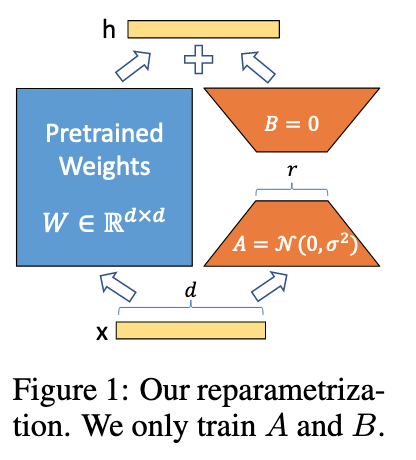 h
Pretrained
Weights
W ∈ ℝ^{d×d}
B = 0
r
A = 𝒩(0, σ²)
d
x
Figure 1: Our reparametriza-
tion. We only train A and B.